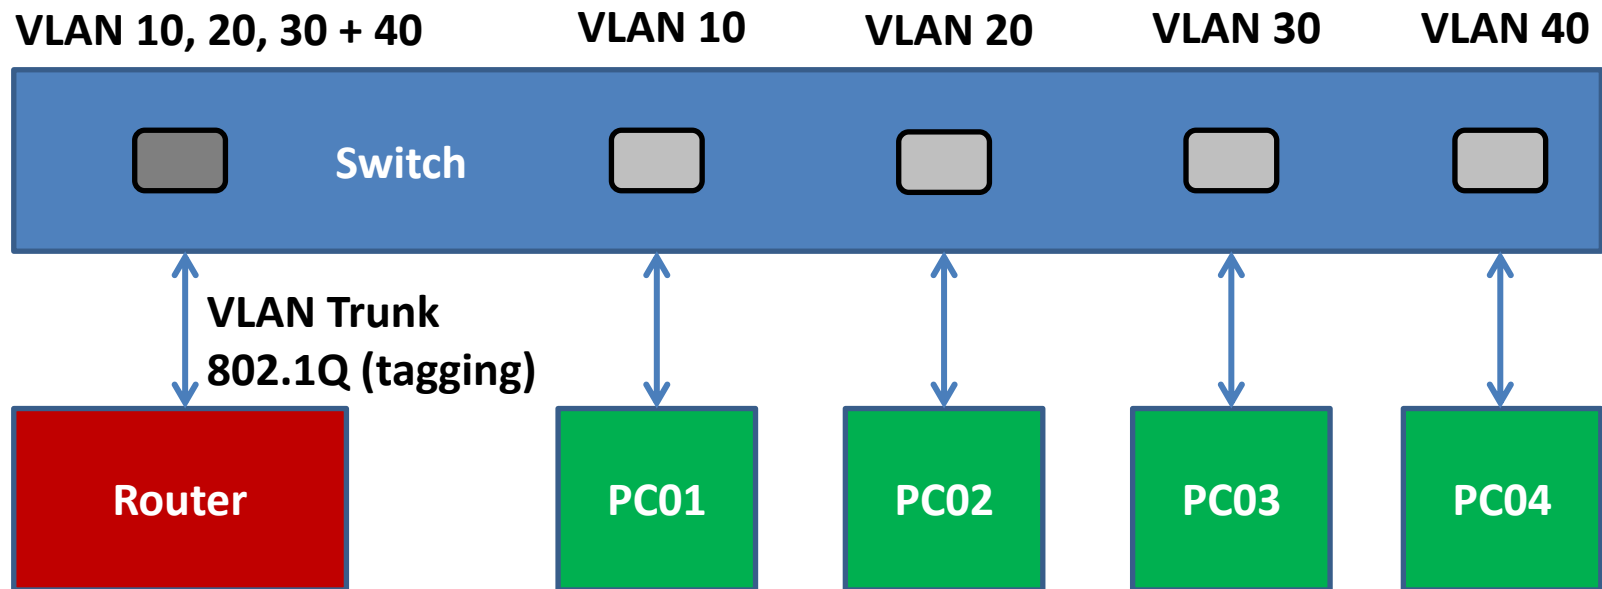 VLAN 10, 20, 30 + 40
VLAN 10
VLAN 20
VLAN 30
VLAN 40
Switch
VLAN Trunk
802.1Q (tagging)
Router
PC01
PC02
PC03
PC04